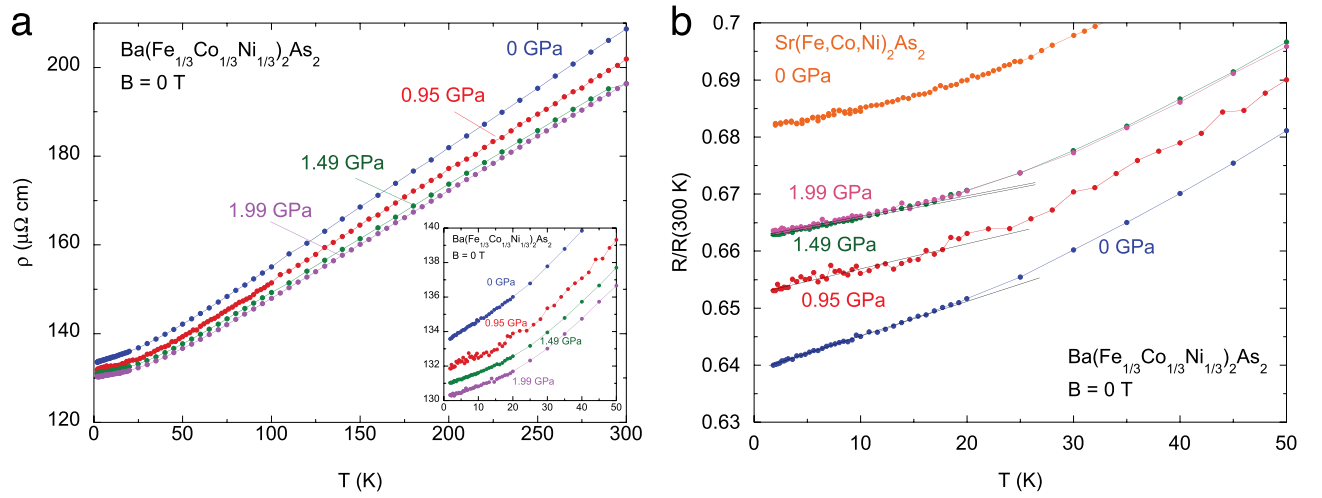 a
Ba(Fe1/3Co1/3Ni1/3)2As2
B = 0 T
0 GPa
0.95 GPa
1.49 GPa
1.99 GPa
ρ (μΩ cm)
200
180
160
140
120
0 50 100 150 200 250 300
T (K)
Ba(Fe1/3Co1/3Ni1/3)2As2
B = 0 T
0 GPa
0.95 GPa
1.49 GPa
1.99 GPa
140
138
136
134
132
130
0 10 20 30 40 50
b
Sr(Fe,Co,Ni)2As2
0 GPa
1.99 GPa
1.49 GPa
0.95 GPa
0 GPa
Ba(Fe1/3Co1/3Ni1/3)2As2
B = 0 T
R/R(300 K)
0.7
0.69
0.68
0.67
0.66
0.65
0.64
0.63
0 10 20 30 40 50
T (K)